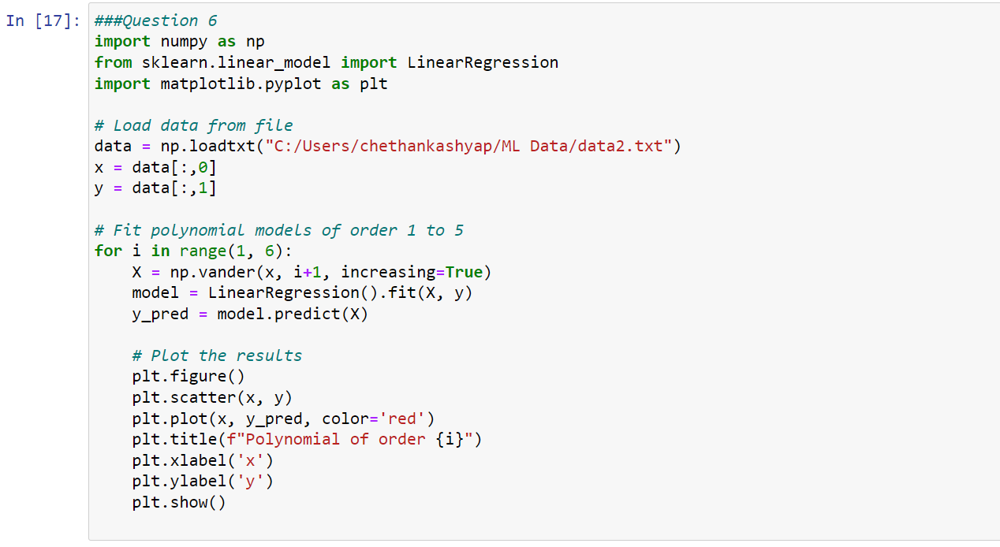 In [17]: ###Question 6
import numpy as np
from sklearn.linear_model import LinearRegression
import matplotlib.pyplot as plt

# Load data from file
data = np.loadtxt("C:/Users/chethankashyap/ML Data/data2.txt")
x = data[:,0]
y = data[:,1]

# Fit polynomial models of order 1 to 5
for i in range(1, 6):
    X = np.vander(x, i+1, increasing=True)
    model = LinearRegression().fit(X, y)
    y_pred = model.predict(X)

    # Plot the results
    plt.figure()
    plt.scatter(x, y)
    plt.plot(x, y_pred, color='red')
    plt.title(f"Polynomial of order {i}")
    plt.xlabel('x')
    plt.ylabel('y')
    plt.show()